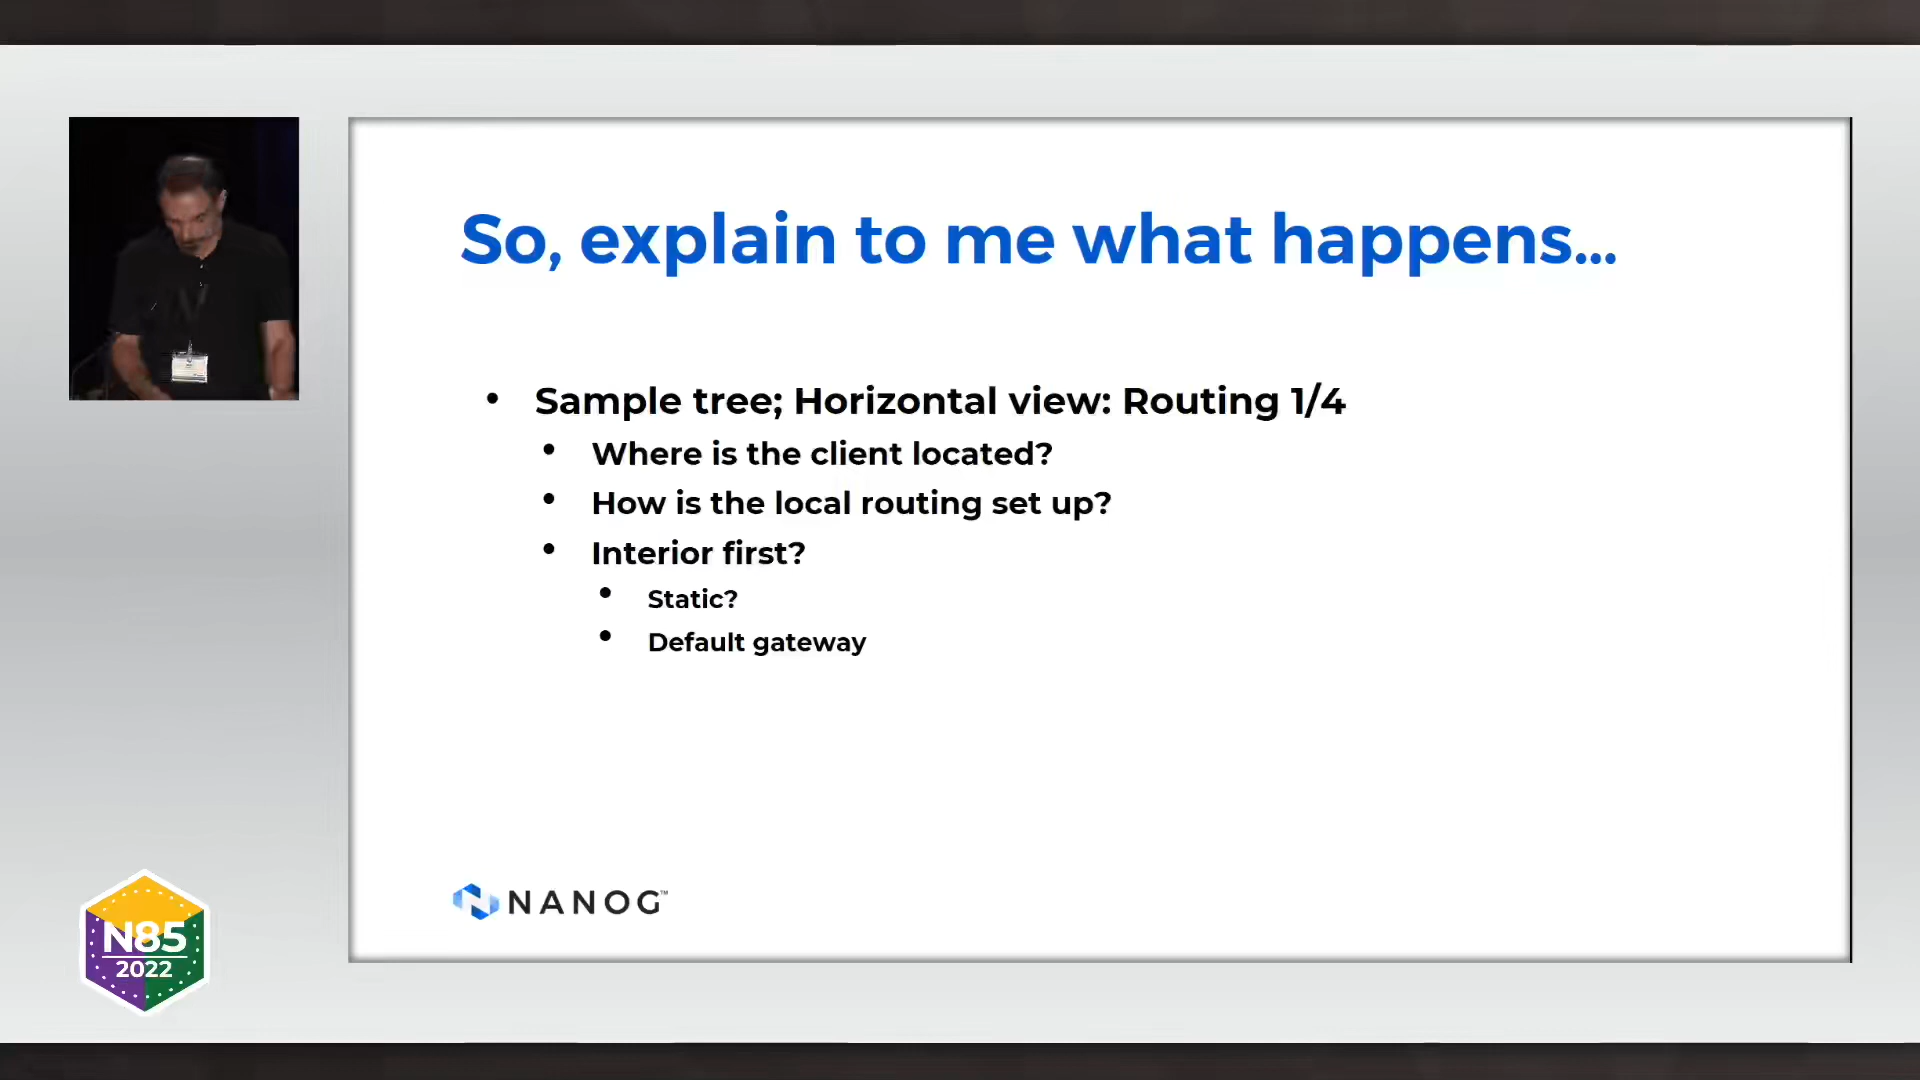 So, explain to me what happens...
• Sample tree; Horizontal view: Routing 1/4
• Where is the client located?
• How is the local routing set up?
• Interior first?
• Static?
• Default gateway
NANOG™
N85
2022